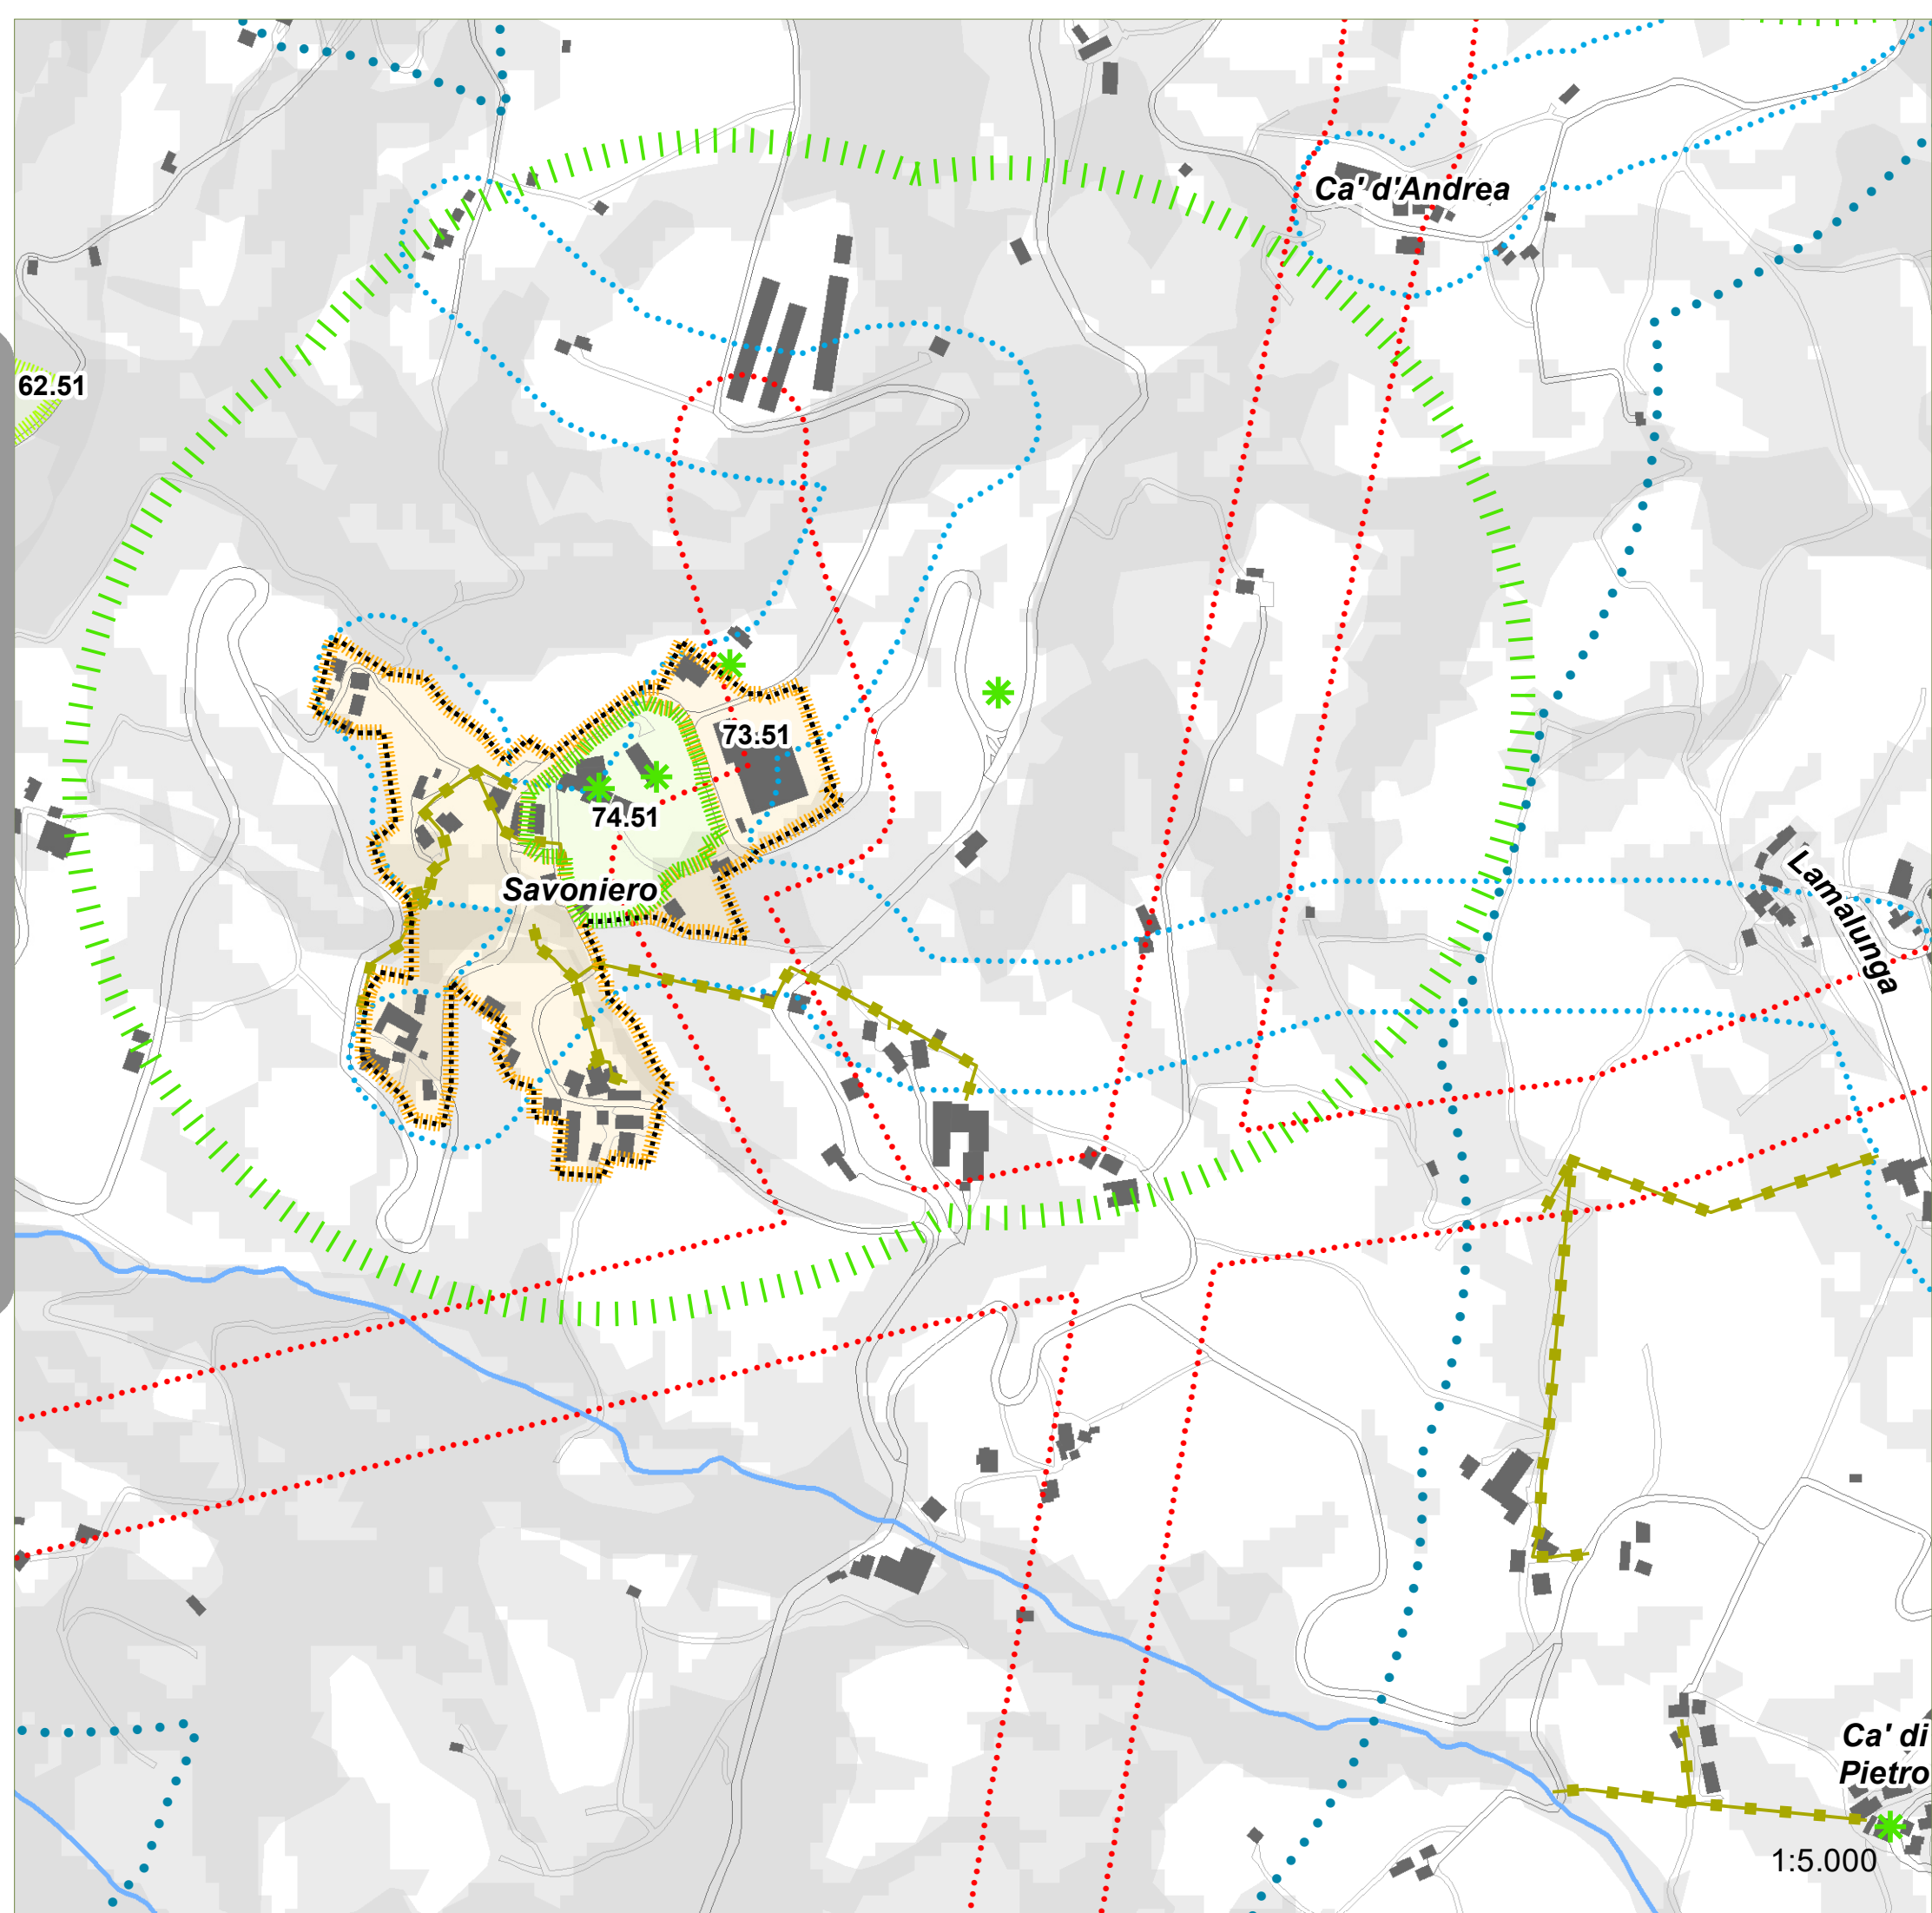 Ca' d'Andrea
62.51
73.51
74.51
Savoniero
Lamalunga
Ca' di
Pietro
1:5.000